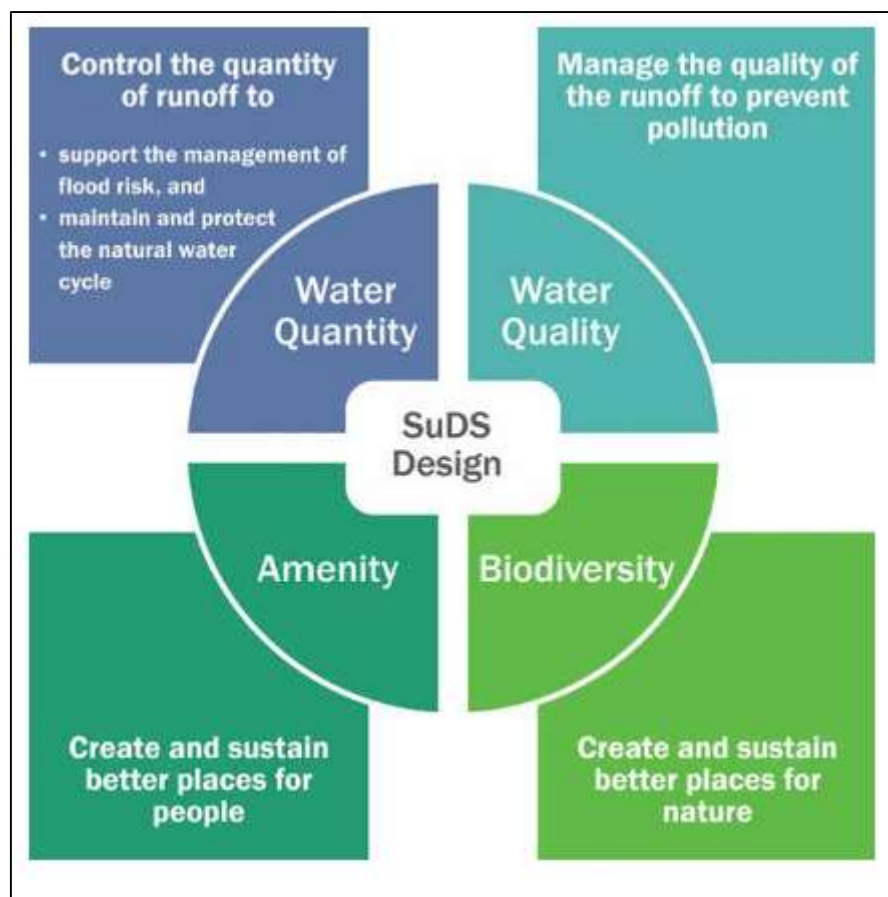 Control the quantity
of runoff to
• support the management of
flood risk, and
• maintain and protect
the natural water
cycle
Manage the quality of
the runoff to prevent
pollution
Water
Quantity
Water
Quality
SuDS
Design
Amenity
Biodiversity
Create and sustain
better places for
people
Create and sustain
better places for
nature